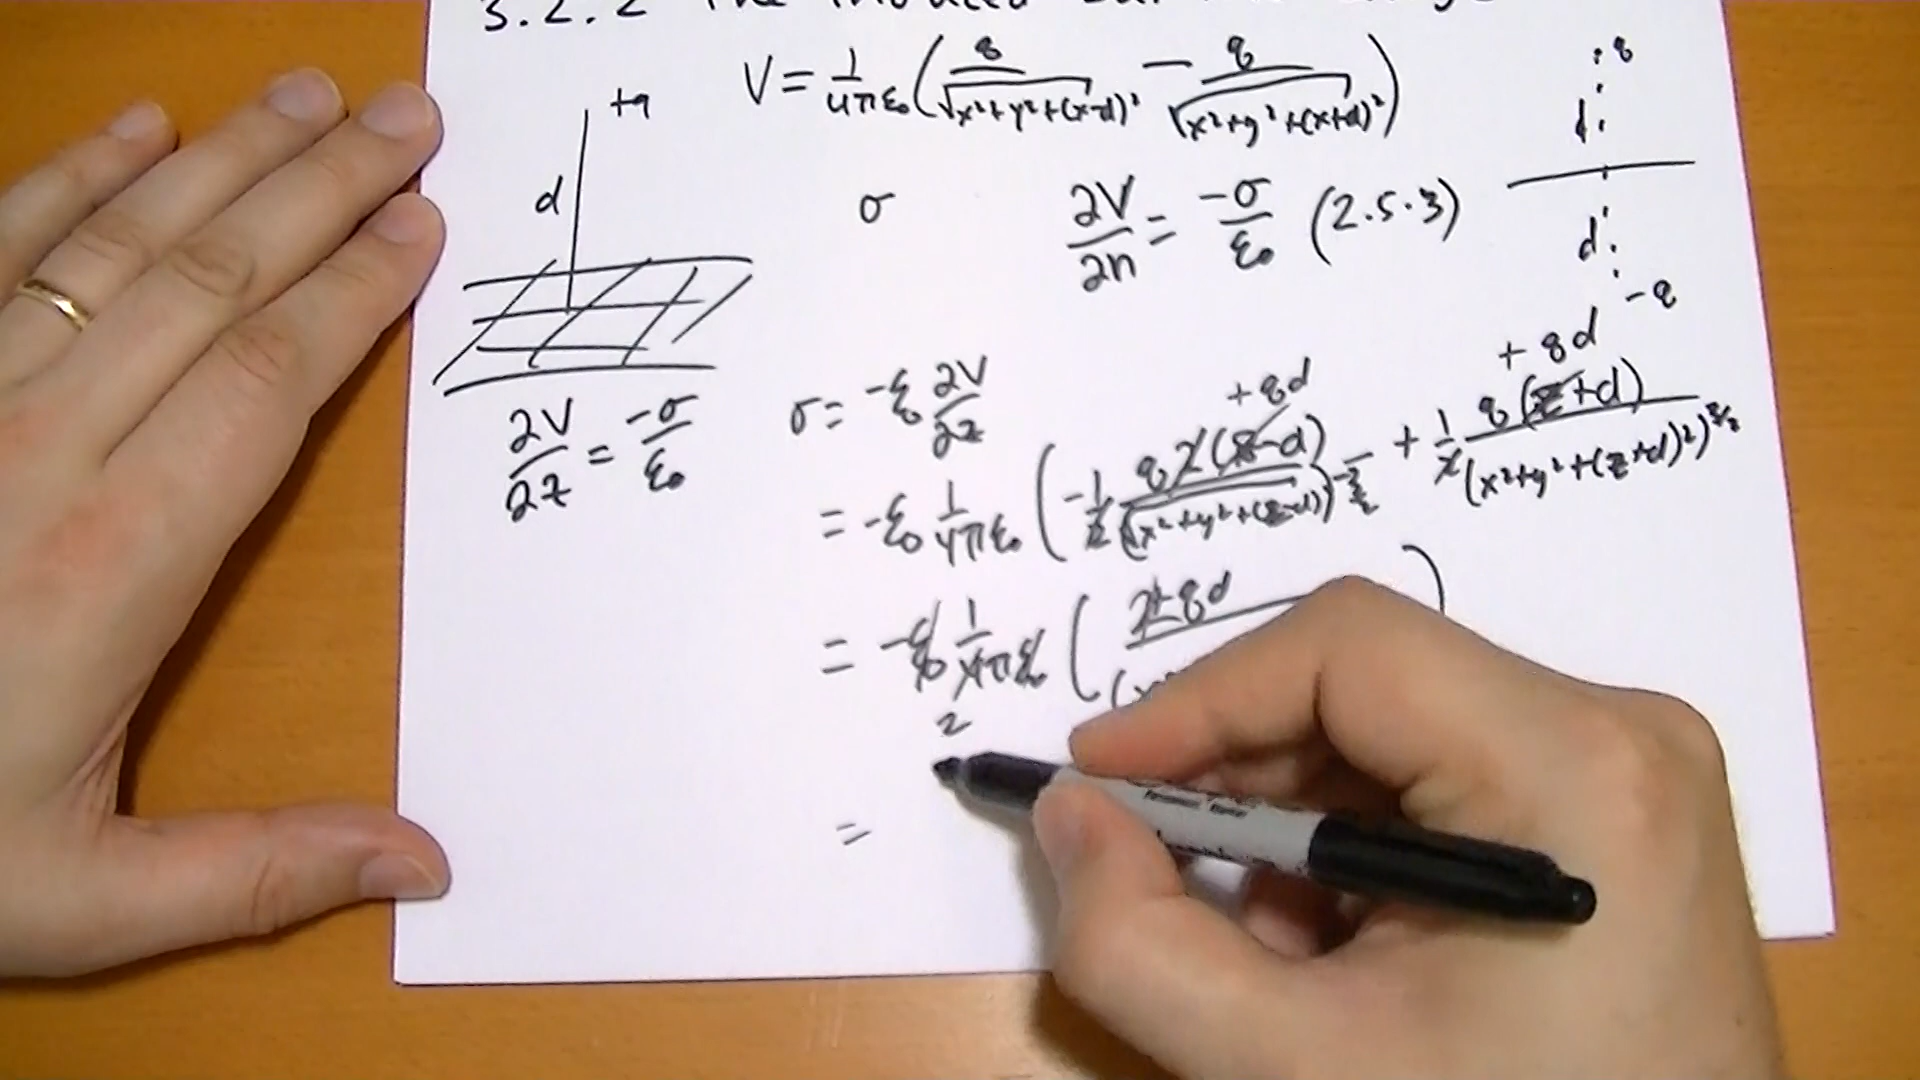 3.2.2 The Induced
V = 1/4πε₀ ( q/√x²+y²+(x-d)² - q/√(x²+y²+(x+d)²) )
+q
d
σ
∂V/∂n = -σ/ε₀ (2.5.3)
q
d
d
-q
∂V/∂z = -σ/ε₀
σ = -ε₀ ∂V/∂z
+qd
+qd
= -ε₀ 1/4πε₀ ( -1/2 q2(z-d)/(x²+y²+(z-d)²)^3/2 + 1/2 q(z+d)/(x²+y²+(z+d)²)^3/2
= -ε₀ 1/4πε₀ ( 2qd/(x )
2
=